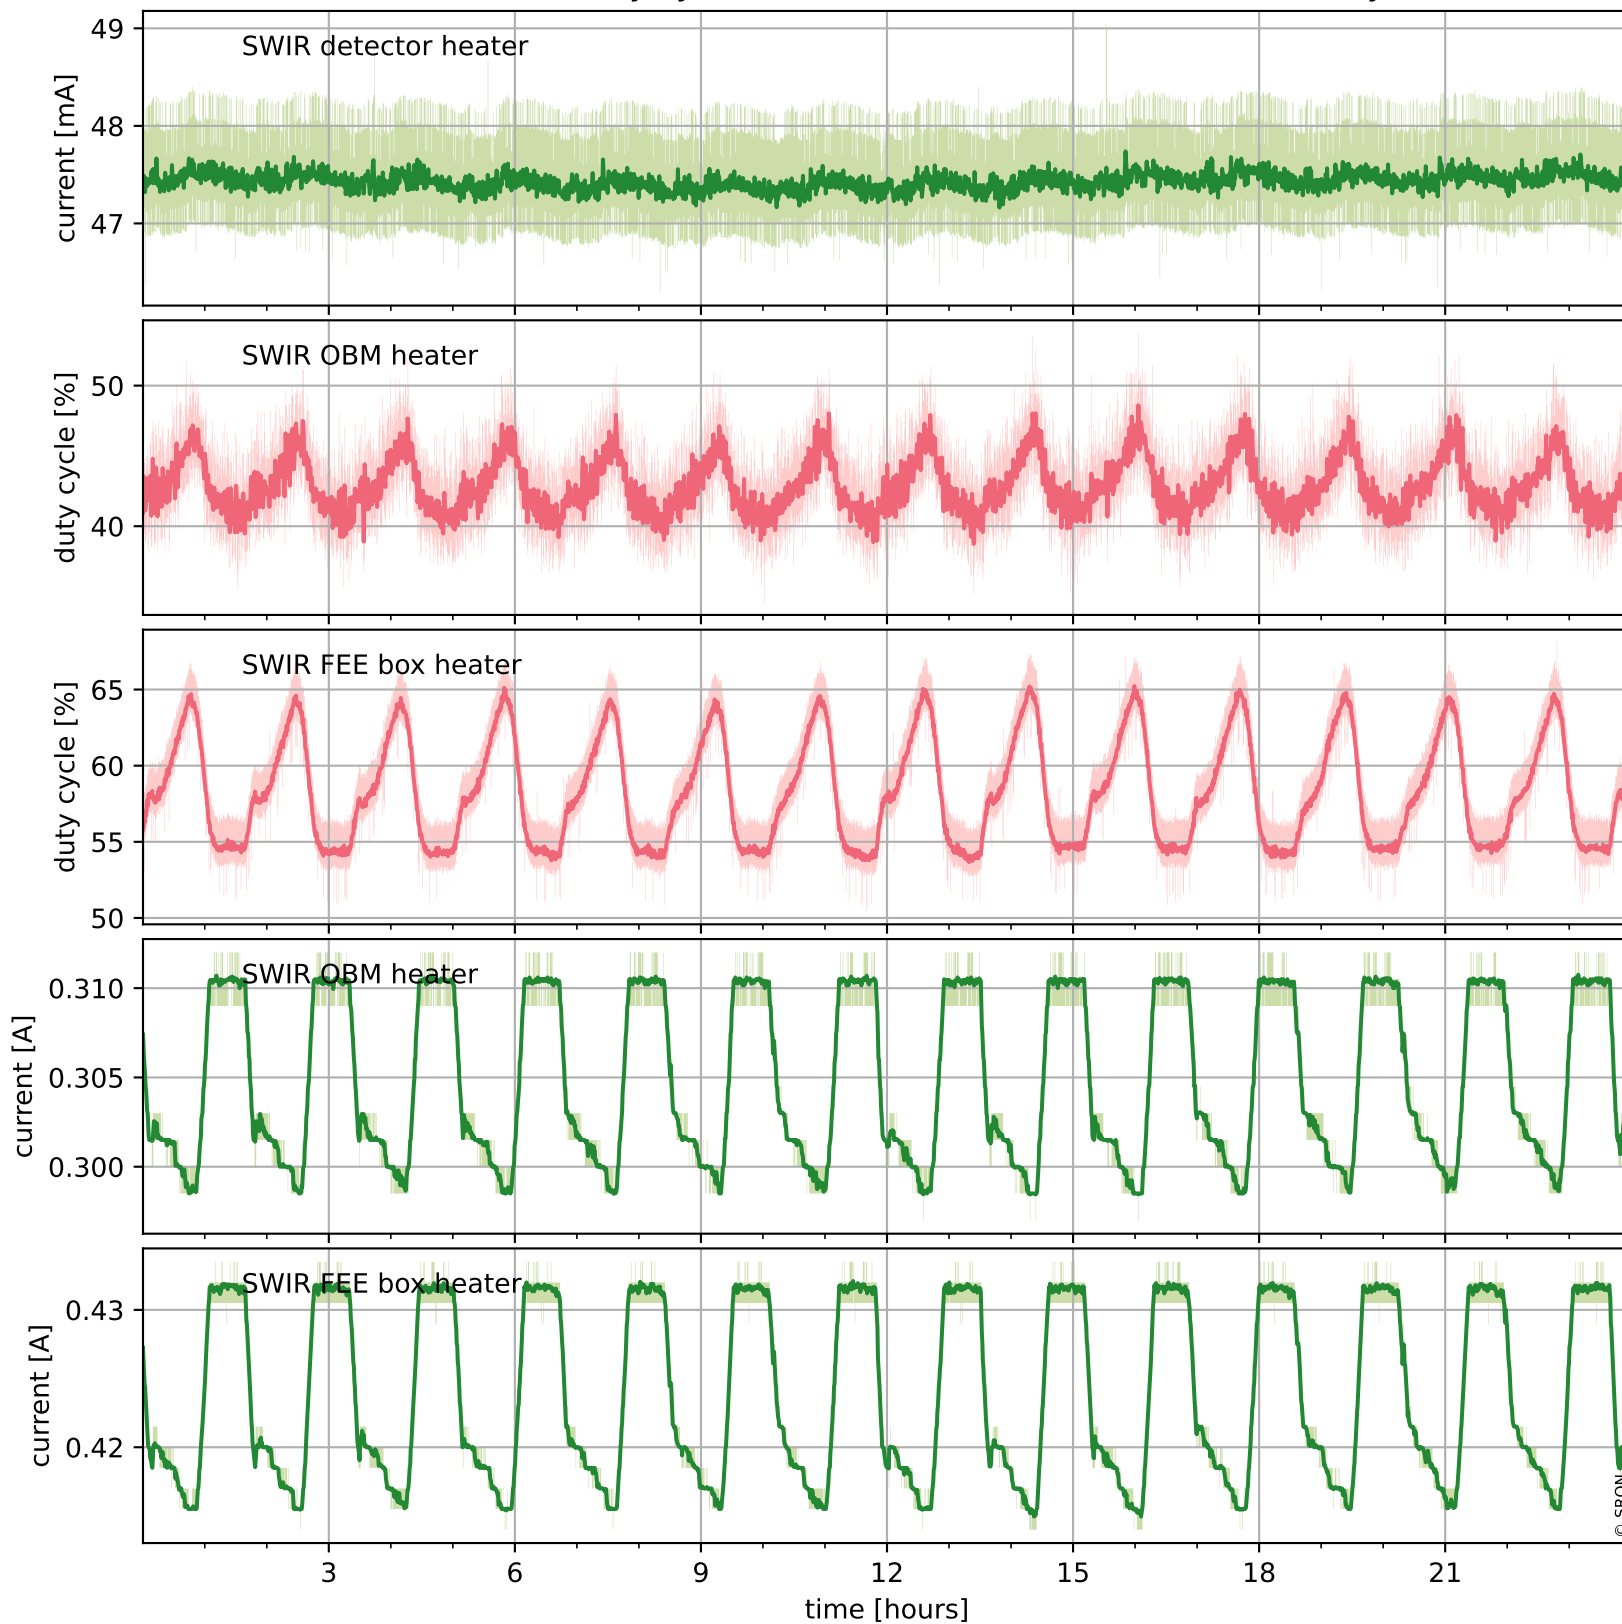 SWIR detector heater
current [mA]
49
48
47
SWIR OBM heater
duty cycle [%]
50
40
SWIR FEE box heater
duty cycle [%]
65
60
55
50
SWIR OBM heater
current [A]
0.310
0.305
0.300
SWIR FEE box heater
current [A]
0.43
0.42
3 6 9 12 15 18 21
time [hours]
© SRON